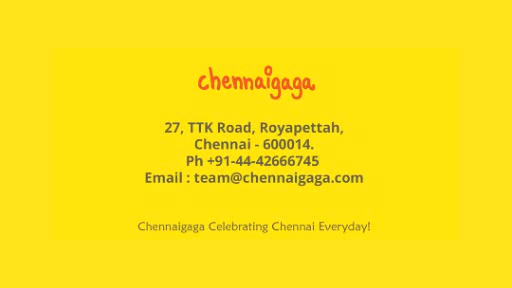 chennaigaga
27, TTK Road, Royapettah,
Chennai - 600014.
Ph +91-44-42666745
Email : team@chennaigaga.com
Chennaigaga Celebrating Chennai Everyday!